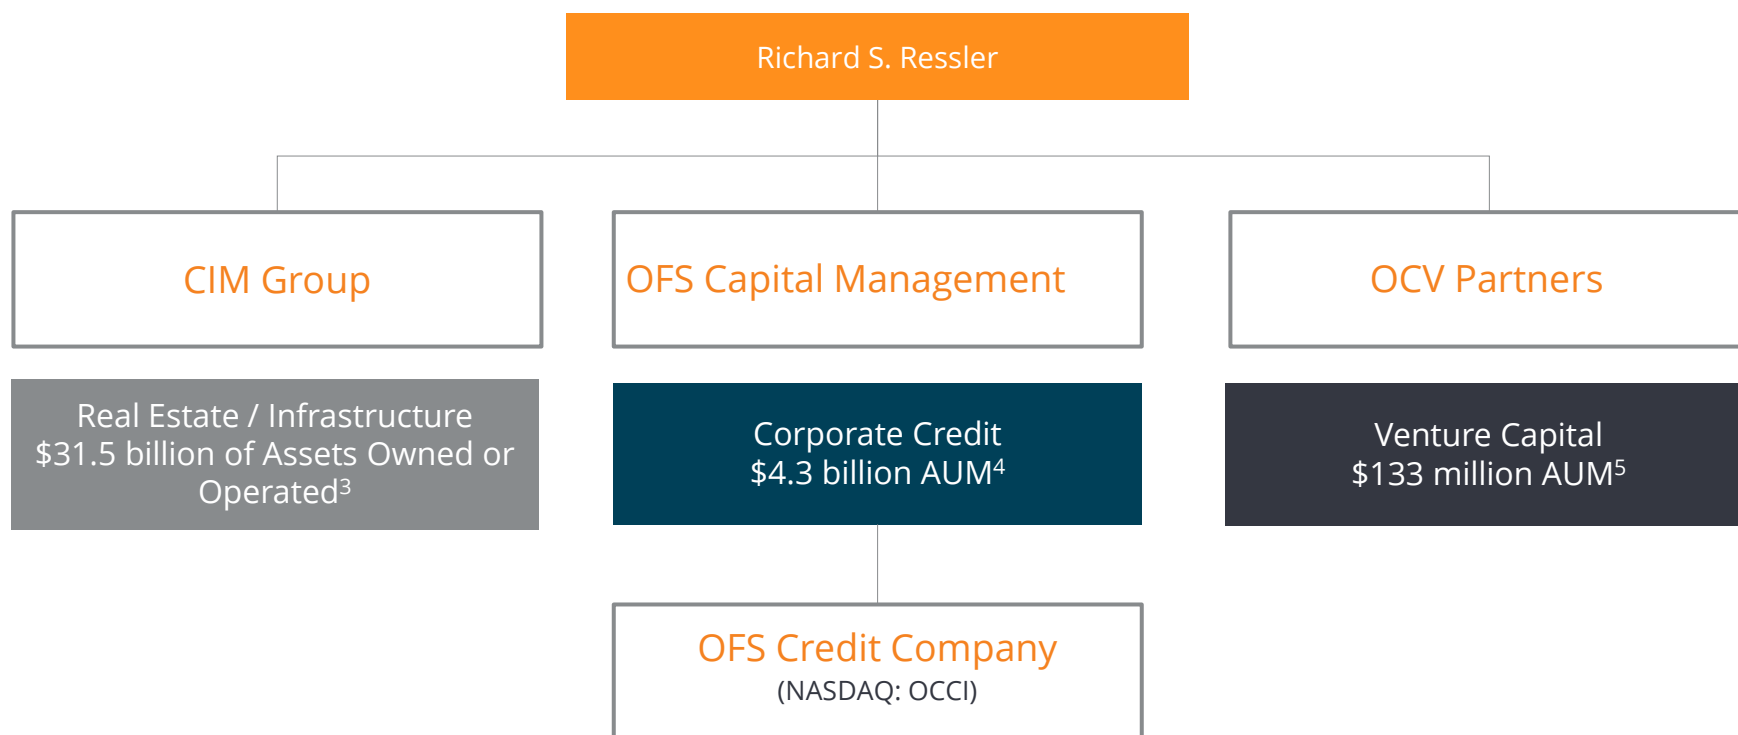 Richard S. Ressler
CIM Group
OFS Capital Management
OCV Partners
Real Estate / Infrastructure
$31.5 billion of Assets Owned or
Operated³
Corporate Credit
$4.3 billion AUM⁴
Venture Capital
$133 million AUM⁵
OFS Credit Company
(NASDAQ: OCCI)